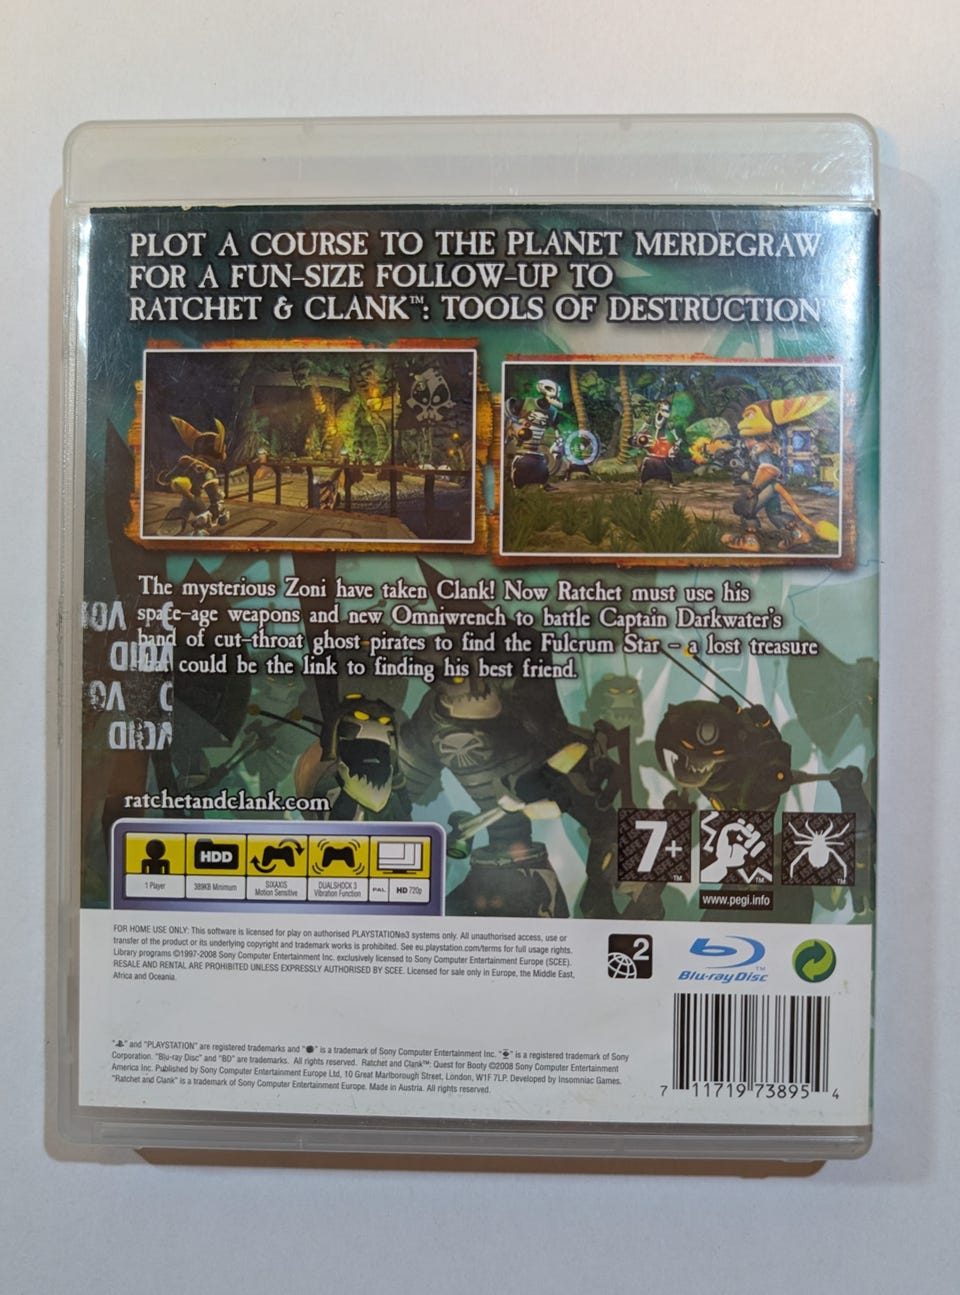 PLOT A COURSE TO THE PLANET MERDEGRAW
FOR A FUN-SIZE FOLLOW-UP TO
RATCHET & CLANK™: TOOLS OF DESTRUCTION
The mysterious Zoni have taken Clank! Now Ratchet must use his
space-age weapons and new Omniwrench to battle Captain Darkwater's
band of cut-throat ghost pirates to find the Fulcrum Star – a lost treasure
that could be the link to finding his best friend.
VOID
VOID
ratchetandclank.com
HDD
1 Player
389KB Minimum
SIXAXIS
Motion Sensitive
DUALSHOCK 3
Vibration Function
PAL
HD 720p
7+
™
™
™
www.pegi.info
FOR HOME USE ONLY: This software is licensed for play on authorised PLAYSTATION®3 systems only. All unauthorised access, use or
transfer of the product or its underlying copyright and trademark works is prohibited. See eu.playstation.com/terms for full usage rights.
Library programs ©1997-2008 Sony Computer Entertainment Inc. exclusively licensed to Sony Computer Entertainment Europe (SCEE).
RESALE AND RENTAL ARE PROHIBITED UNLESS EXPRESSLY AUTHORISED BY SCEE. Licensed for sale only in Europe, the Middle East,
Africa and Oceania.
2
Blu-ray Disc™
" " and "PLAYSTATION" are registered trademarks and " " is a trademark of Sony Computer Entertainment Inc. " " is a registered trademark of Sony
Corporation. "Blu-ray Disc" and "BD" are trademarks. All rights reserved. Ratchet and Clank™: Quest for Booty ©2008 Sony Computer Entertainment
America Inc. Published by Sony Computer Entertainment Europe Ltd, 10 Great Marlborough Street, London, W1F 7LP. Developed by Insomniac Games.
"Ratchet and Clank" is a trademark of Sony Computer Entertainment Europe. Made in Austria. All rights reserved.
7 11719 73895 4